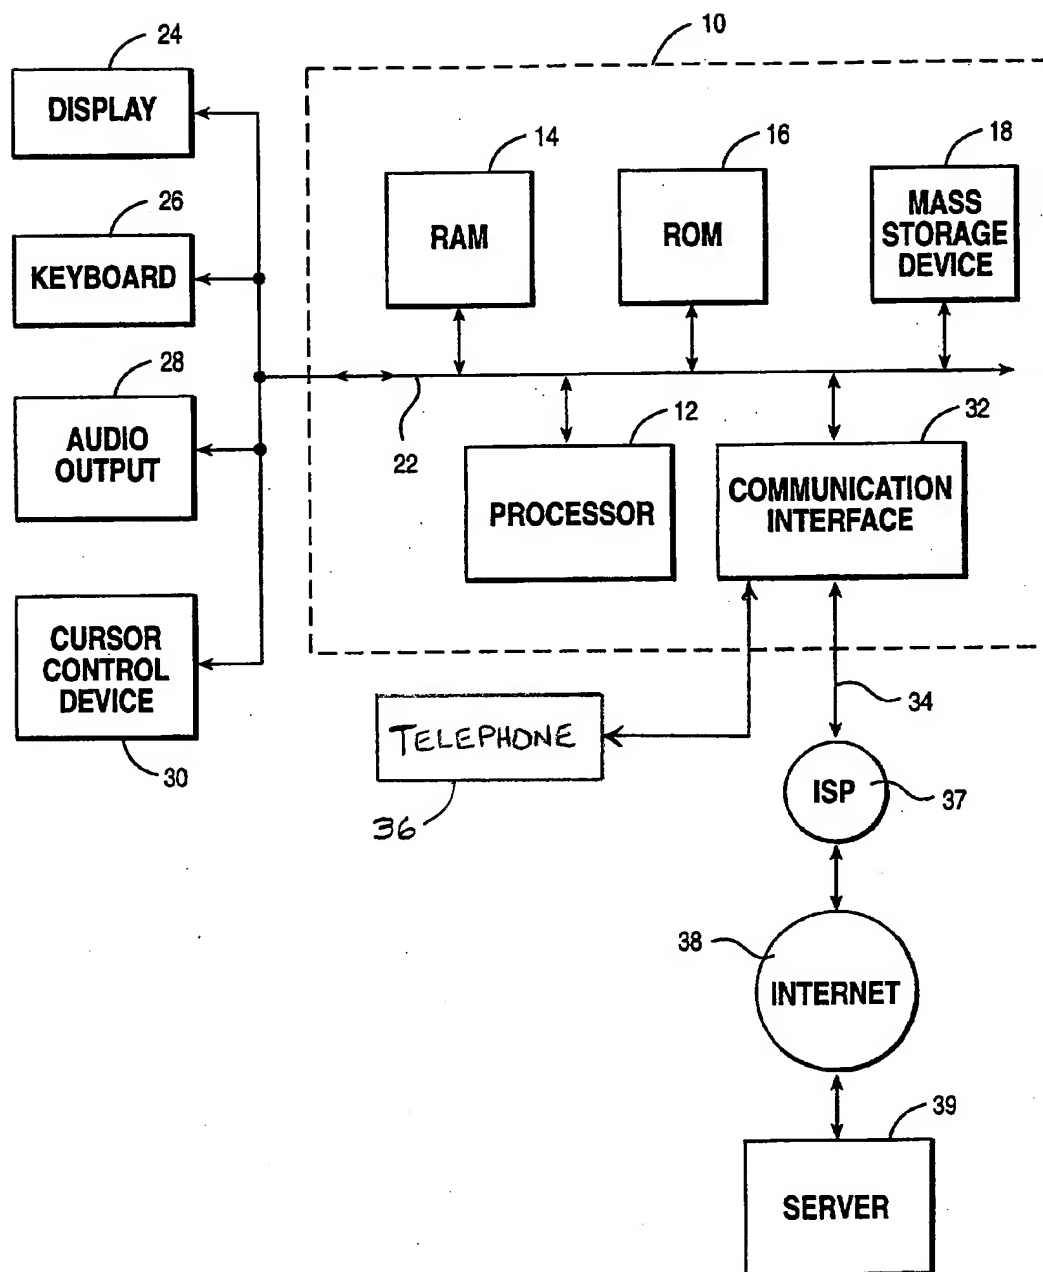 24
DISPLAY
26
KEYBOARD
28
AUDIO
OUTPUT
CURSOR
CONTROL
DEVICE
30
10
14
RAM
16
ROM
18
MASS
STORAGE
DEVICE
22
12
PROCESSOR
32
COMMUNICATION
INTERFACE
34
TELEPHONE
36
ISP
37
38
INTERNET
39
SERVER